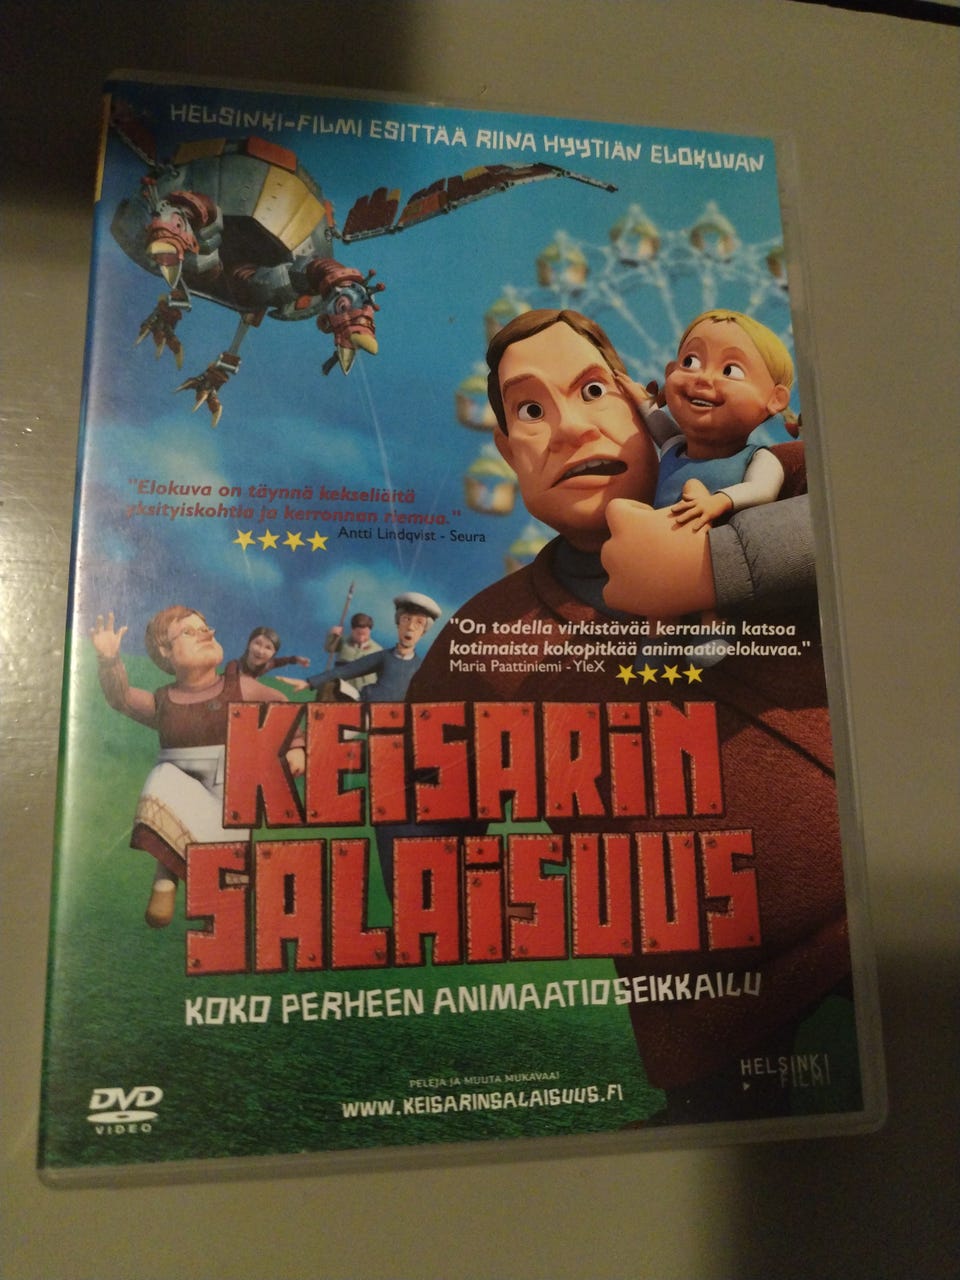 HELSINKI-FILMI ESITTÄÄ RIINA HYYTIÄN ELOKUVAN
"Elokuva on täynnä kekseliäitä
yksityiskohtia ja kerronnan riemua."
Antti Lindqvist - Seura
"On todella virkistävää kerrankin katsoa
kotimaista kokopitkää animaatioelokuvaa."
Maria Paattiniemi - YleX
KEISARIN
SALAISUUS
KOKO PERHEEN ANIMAATIOSEIKKAILU
PELEJÄ JA MUUTA MUKAVAA!
WWW.KEISARINSALAISUUS.FI
HELSINKI
FILMI
DVD
VIDEO